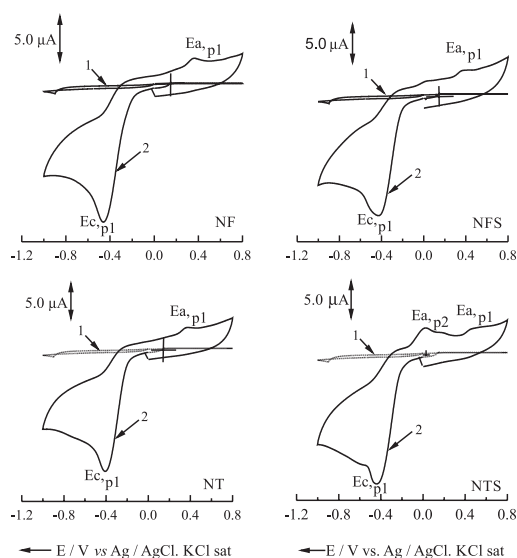 5.0 µA
1
Ea,p1
2
Ec,p1
NF
-1.2 -0.8 -0.4 0.0 0.4 0.8
5.0 µA
1
Ea,p1
2
Ec,p1
NFS
-1.2 -0.8 -0.4 0.0 0.4 0.8
5.0 µA
1
Ea,p1
2
Ec,p1
NT
-1.2 -0.8 -0.4 0.0 0.4 0.8
E / V vs Ag / AgCl. KCl sat
5.0 µA
1
Ea,p2
Ea,p1
2
Ec,p1
NTS
-1.2 -0.8 -0.4 0.0 0.4 0.8
E / V vs. Ag / AgCl. KCl sat